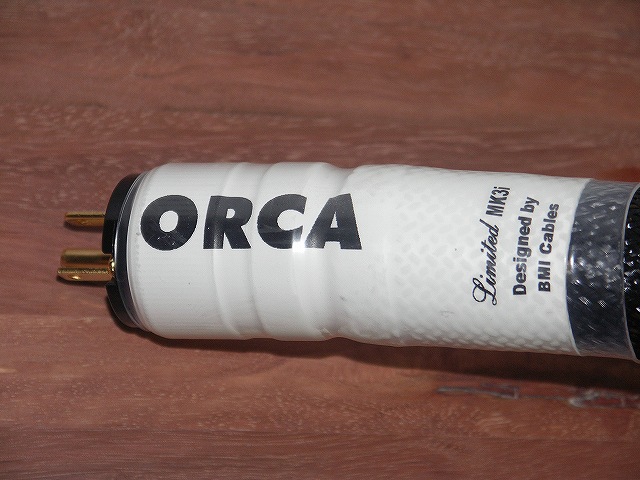 ORCA
Limited MK3i
Designed by
BMI Cables